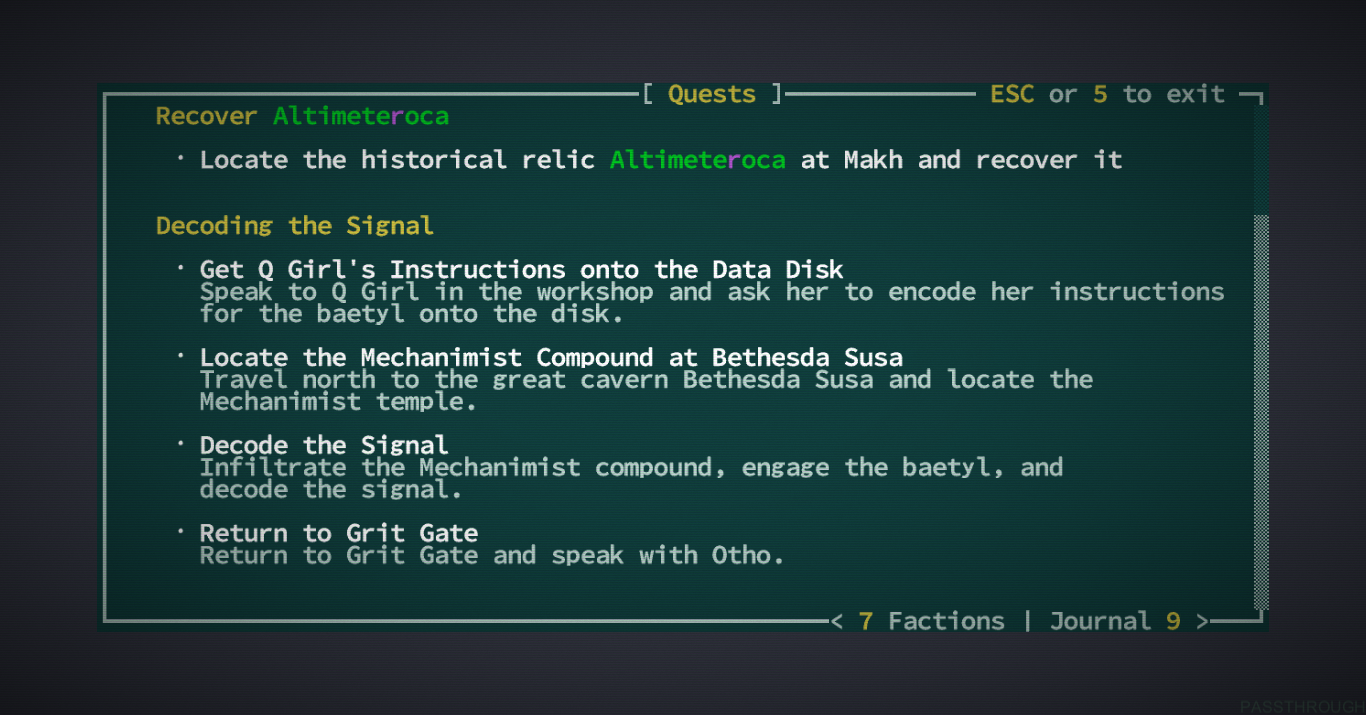 [ Quests ] ESC or 5 to exit
Recover Altimeteroca
· Locate the historical relic Altimeteroca at Makh and recover it
Decoding the Signal
· Get Q Girl's Instructions onto the Data Disk
Speak to Q Girl in the workshop and ask her to encode her instructions
for the baetyl onto the disk.
· Locate the Mechanimist Compound at Bethesda Susa
Travel north to the great cavern Bethesda Susa and locate the
Mechanimist temple.
· Decode the Signal
Infiltrate the Mechanimist compound, engage the baetyl, and
decode the signal.
· Return to Grit Gate
Return to Grit Gate and speak with Otho.
< 7 Factions | Journal 9 >
PASSTHROUGH